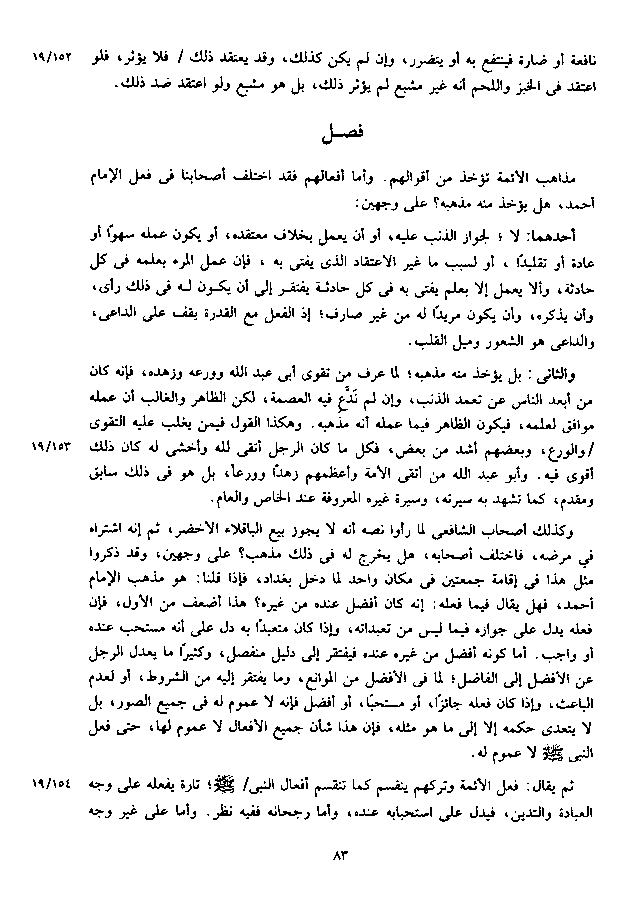 نافعة أو ضارة فينتفع به أو يتضرر، وإن لم يكن كذلك، وقد يعتقد ذلك / فلا يؤثر، فلو ١٩/١٥٢
اعتقد فى الخبز واللحم أنه غير مشبع لم يؤثر ذلك، بل هو مشبع ولو اعتقد ضد ذلك.
فصـل
مذاهب الأئمة تؤخذ من أقوالهم. وأما أفعالهم فقد اختلف أصحابنا فى فعل الإمام
أحمد، هل يؤخذ منه مذهبه؟ على وجهين:
أحدهما: لا ؛ لجواز الذنب عليه، أو أن يعمل بخلاف معتقده، أو يكون عمله سهوًا أو
عادة أو تقليدًا ، أو لسبب ما غير الاعتقاد الذى يفتى به ، فإن عمل المرء بعلمه فى كل
حادثة، وألا يعمل إلا بعلم يفتى به فى كل حادثـة يفتقـر إلى أن يكـون لـه فى ذلك رأى،
وأن يذكره، وأن يكون مريدًا له من غير صارف؛ إذ الفعل مع القدرة يقف على الداعى،
والداعى هو الشعور وميل القلب.
والثانى : بل يؤخذ منه مذهبه؛ لما عرف من تقوى أبى عبد الله وورعه وزهده، فإنه كان
من أبعد الناس عن تعمد الذنب، وإن لم نَدَّعِ فيه العصمة، لكن الظاهر والغالب أن عمله
موافق لعلمه، فيكون الظاهر فيما عمله أنه مذهبه. وهكذا القول فيمن يغلب عليه التقوى
/والورع، وبعضهم أشد من بعض، فكل ما كان الرجل أتقى لله وأخشى له كان ذلك ١٩/١٥٣
أقوى فيه. وأبو عبد الله من أتقى الأمة وأعظمهم زهدًا وورعاً، بل هو فى ذلك سابق
ومقدم، كما تشهد به سيرته، وسيرة غيره المعروفة عند الخاص والعام.
وكذلك أصحاب الشافعى لما رأوا نصه أنه لا يجوز بيع الباقلاء الأخضر، ثم إنه اشتراه
في مرضه، فاختلف أصحابه، هل يخرج له فى ذلك مذهب؟ على وجهين، وقد ذكروا
مثل هذا فى إقامة جمعتين فى مكان واحد لما دخل بغداد، فإذا قلنا: هو مذهب الإمام
أحمد، فهل يقال فيما فعله: إنه كان أفضل عنده من غيره؟ هذا أضعف من الأول، فإن
فعله يدل على جوازه فيما ليس من تعبداته، وإذا كان متعبدًا به دل على أنه مستحب عنده
أو واجب. أما كونه أفضل من غيره عنده فيفتقر إلى دليل منفصل، وكثيرًا ما يعدل الرجل
عن الأفضل إلى الفاضل؛ لما فى الأفضل من الموانع، وما يفتقر إليه من الشروط، أو لعدم
الباعث، وإذا كان فعله جائزًا، أو مستحبًا، أو أفضل فإنه لا عموم له فى جميع الصور، بل
لا يتعدى حكمه إلا إلى ما هو مثله، فإن هذا شأن جميع الأفعال لا عموم لها، حتى فعل
النبى ﷺ لا عموم له.
ثم يقال: فعل الأئمة وتركهم ينقسم كما تنقسم أفعال النبى/ ﷺ؛ تارة يفعله على وجه ١٩/١٥٤
العبادة والتدين، فيدل على استحبابه عنده، وأما رجحانه ففيه نظر. وأما على غير وجه
٨٣